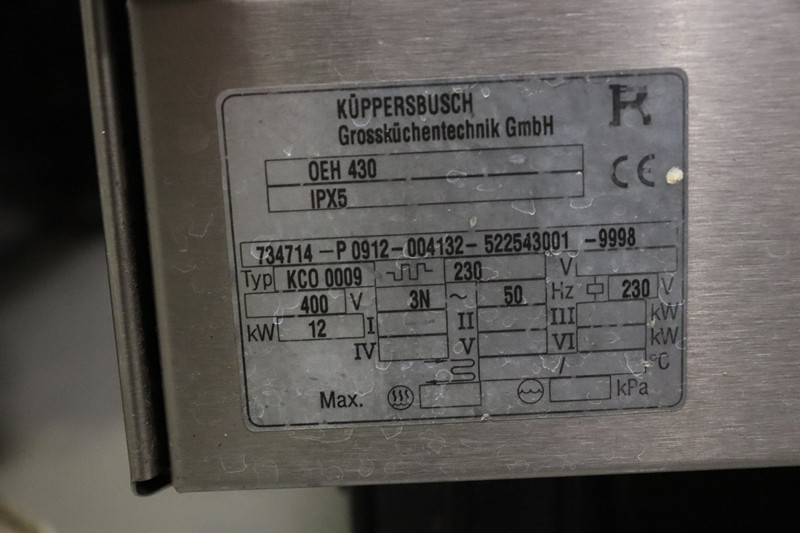 KÜPPERSBUSCH
Grossküchentechnik GmbH
K
CE
OEH 430
IPX5
734714 -P 0912-004132-522543001 -9998
Typ KCO 0009 230 V
400 V 3N ~ 50 Hz 230 V
kW 12 I II III kW
IV V VI kW
/ °C
Max. kPa